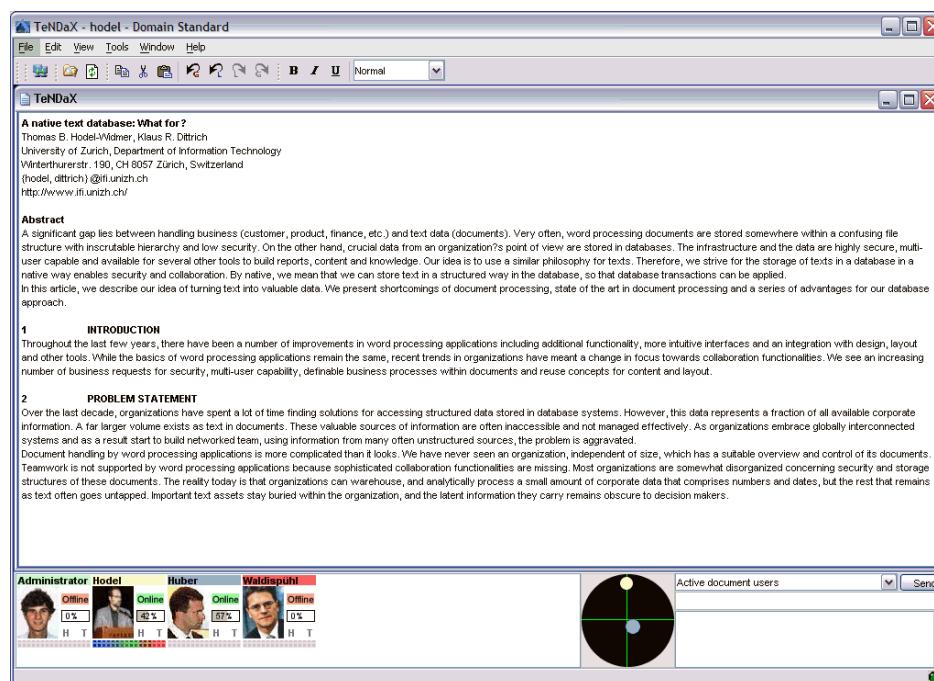 TeNDaX - hodel - Domain Standard
File Edit View Tools Window Help
B I U Normal
TeNDaX
A native text database: What for?
Thomas B. Hodel-Widmer, Klaus R. Dittrich
University of Zurich, Department of Information Technology
Winterthurerstr. 190, CH 8057 Zürich, Switzerland
{hodel, dittrich} @ifi.unizh.ch
http://www.ifi.unizh.ch/
Abstract
A significant gap lies between handling business (customer, product, finance, etc.) and text data (documents). Very often, word processing documents are stored somewhere within a confusing file
structure with inscrutable hierarchy and low security. On the other hand, crucial data from an organization?s point of view are stored in databases. The infrastructure and the data are highly secure, multi-
user capable and available for several other tools to build reports, content and knowledge. Our idea is to use a similar philosophy for texts. Therefore, we strive for the storage of texts in a database in a
native way enables security and collaboration. By native, we mean that we can store text in a structured way in the database, so that database transactions can be applied.
In this article, we describe our idea of turning text into valuable data. We present shortcomings of document processing, state of the art in document processing and a series of advantages for our database
approach.
1 INTRODUCTION
Throughout the last few years, there have been a number of improvements in word processing applications including additional functionality, more intuitive interfaces and an integration with design, layout
and other tools. While the basics of word processing applications remain the same, recent trends in organizations have meant a change in focus towards collaboration functionalities. We see an increasing
number of business requests for security, multi-user capability, definable business processes within documents and reuse concepts for content and layout.
2 PROBLEM STATEMENT
Over the last decade, organizations have spent a lot of time finding solutions for accessing structured data stored in database systems. However, this data represents a fraction of all available corporate
information. A far larger volume exists as text in documents. These valuable sources of information are often inaccessible and not managed effectively. As organizations embrace globally interconnected
systems and as a result start to build networked team, using information from many often unstructured sources, the problem is aggravated.
Document handling by word processing applications is more complicated than it looks. We have never seen an organization, independent of size, which has a suitable overview and control of its documents.
Teamwork is not supported by word processing applications because sophisticated collaboration functionalities are missing. Most organizations are somewhat disorganized concerning security and storage
structures of these documents. The reality today is that organizations can warehouse, and analytically process a small amount of corporate data that comprises numbers and dates, but the rest that remains
as text often goes untapped. Important text assets stay buried within the organization, and the latent information they carry remains obscure to decision makers.
Administrator Hodel Huber Waldispühl
Offline Online Online Offline
0% 42% 57% 0%
H T H T H T H T
Active document users
Send